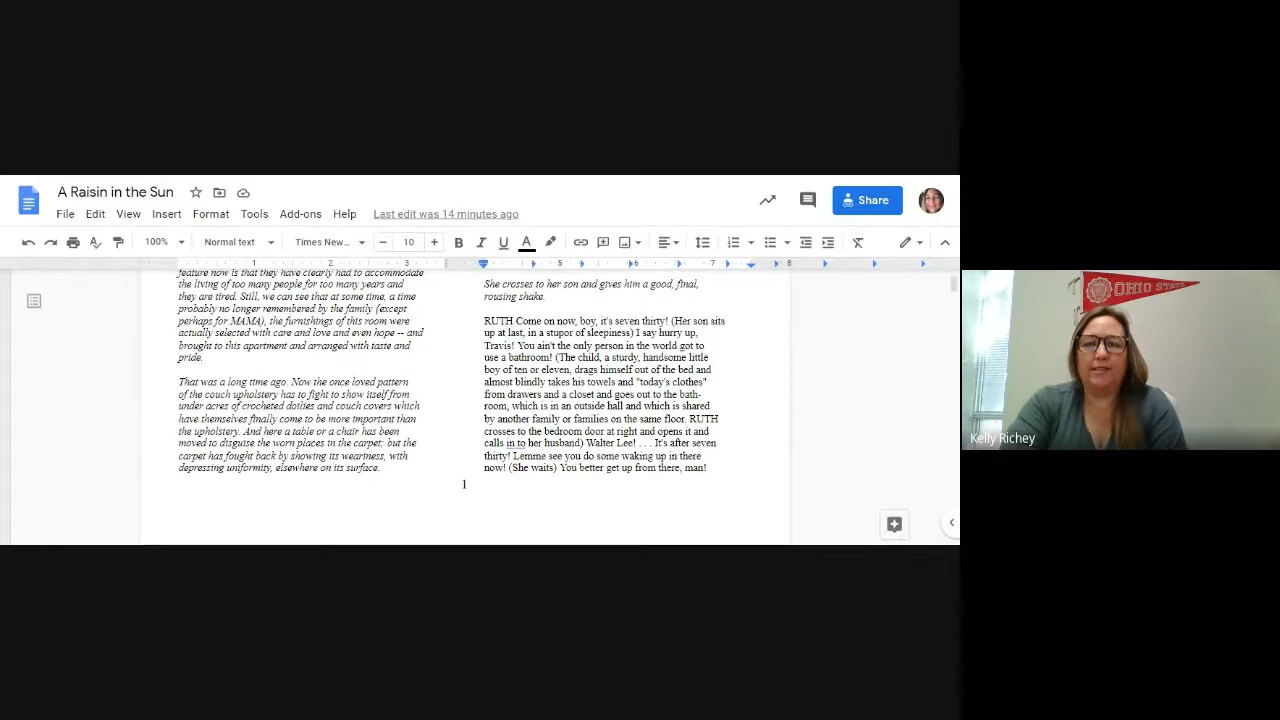 A Raisin in the Sun
File Edit View Insert Format Tools Add-ons Help Last edit was 14 minutes ago
Share
100% Normal text Times New... 10 B I U A
1 2 3 5 6 7 8
feature now is that they have clearly had to accommodate
the living of too many people for too many years and
they are tired. Still, we can see that at some time, a time
probably no longer remembered by the family (except
perhaps for MAMA), the furnishings of this room were
actually selected with care and love and even hope -- and
brought to this apartment and arranged with taste and
pride.
That was a long time ago. Now the once loved pattern
of the couch upholstery has to fight to show itself from
under acres of crocheted doilies and couch covers which
have themselves finally come to be more important than
the upholstery. And here a table or a chair has been
moved to disguise the worn places in the carpet; but the
carpet has fought back by showing its weariness, with
depressing uniformity, elsewhere on its surface.
She crosses to her son and gives him a good, final,
rousing shake.
RUTH Come on now, boy, it's seven thirty! (Her son sits
up at last, in a stupor of sleepiness) I say hurry up,
Travis! You ain't the only person in the world got to
use a bathroom! (The child, a sturdy, handsome little
boy of ten or eleven, drags himself out of the bed and
almost blindly takes his towels and "today's clothes"
from drawers and a closet and goes out to the bath-
room, which is in an outside hall and which is shared
by another family or families on the same floor. RUTH
crosses to the bedroom door at right and opens it and
calls in to her husband) Walter Lee! . . . It's after seven
thirty! Lemme see you do some waking up in there
now! (She waits) You better get up from there, man!
1
OHIO STATE
Kelly Richey